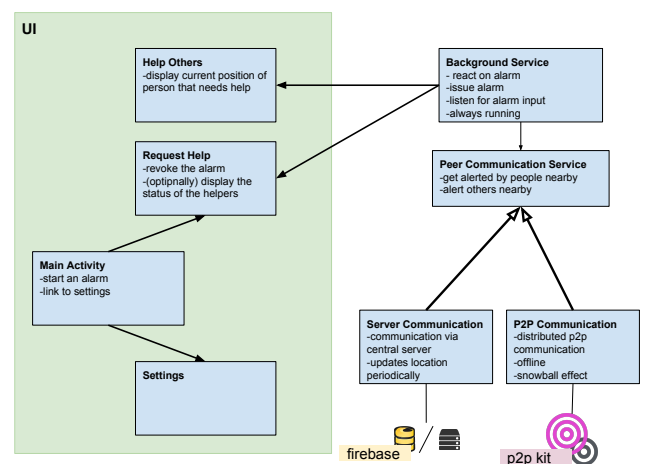 UI
Help Others
-display current position of
person that needs help
Background Service
- react on alarm
-issue alarm
-listen for alarm input
-always running
Request Help
-revoke the alarm
-(optipnally) display the
status of the helpers
Peer Communication Service
-get alerted by people nearby
-alert others nearby
Main Activity
-start an alarm
-link to settings
Server Communication
-communication via
central server
-updates location
periodically
P2P Communication
-distributed p2p
communication
-offline
-snowball effect
Settings
firebase
p2p kit